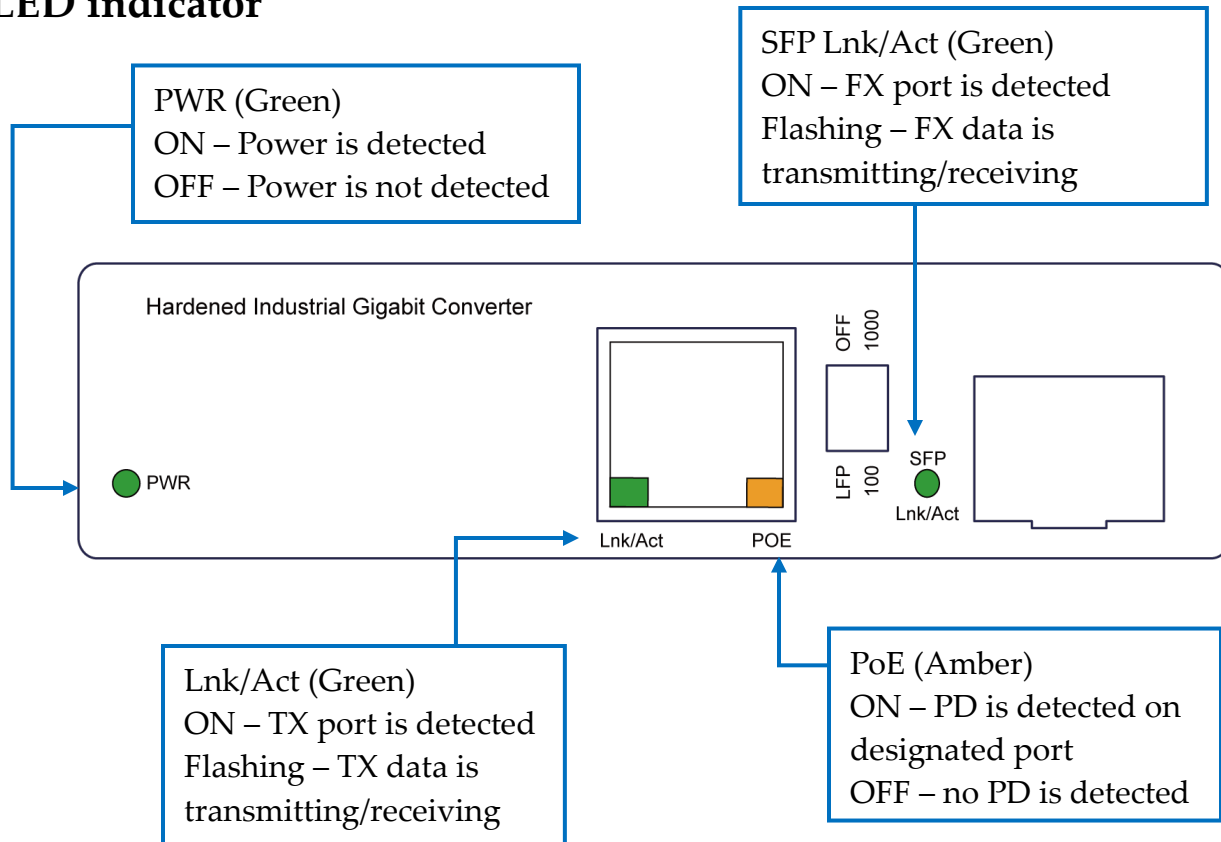 LED indicator
PWR (Green)
ON – Power is detected
OFF – Power is not detected
SFP Lnk/Act (Green)
ON – FX port is detected
Flashing – FX data is
transmitting/receiving
Hardened Industrial Gigabit Converter
PWR
Lnk/Act
POE
OFF
1000
LFP
100
SFP
Lnk/Act
Lnk/Act (Green)
ON – TX port is detected
Flashing – TX data is
transmitting/receiving
PoE (Amber)
ON – PD is detected on
designated port
OFF – no PD is detected